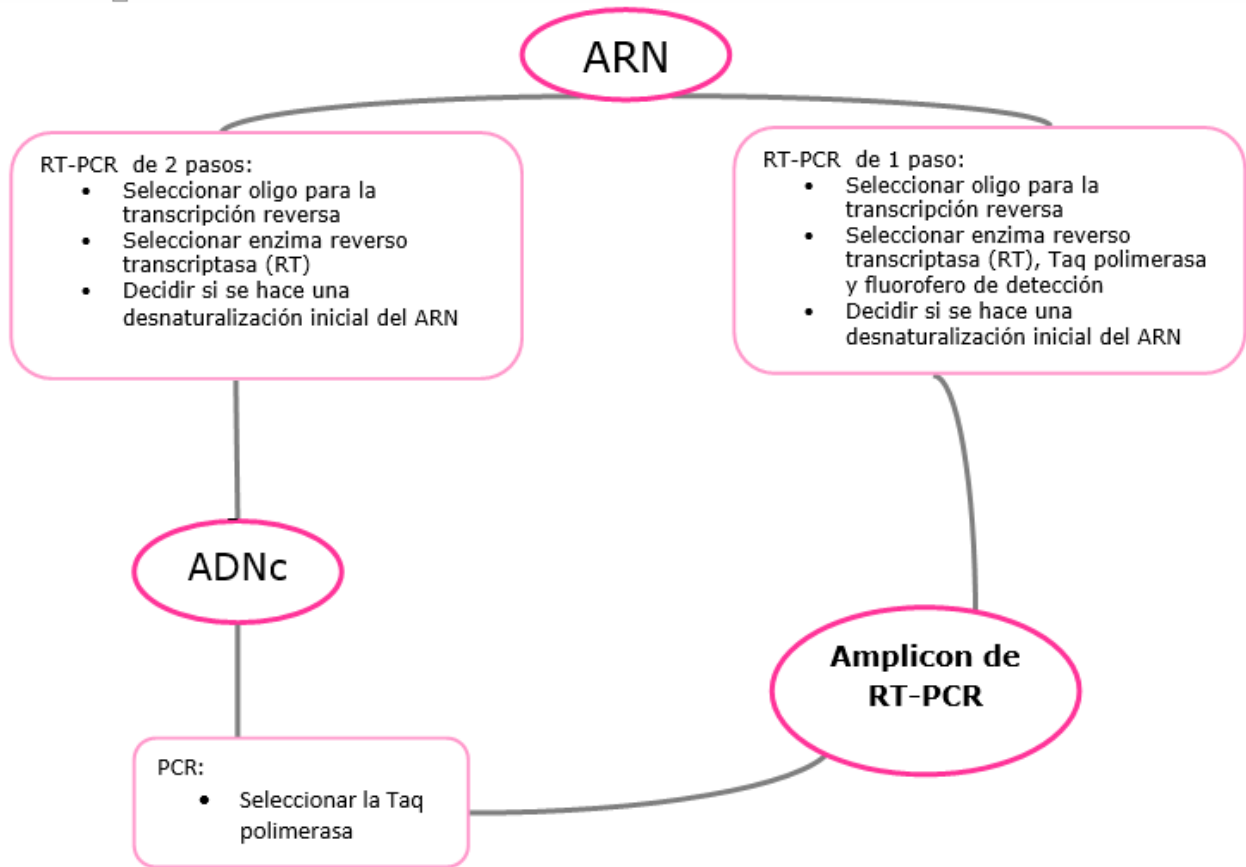 ARN
RT-PCR  de 2 pasos:
• Seleccionar oligo para la
transcripción reversa
• Seleccionar enzima reverso
transcriptasa (RT)
• Decidir si se hace una
desnaturalización inicial del ARN
RT-PCR  de 1 paso:
• Seleccionar oligo para la
transcripción reversa
• Seleccionar enzima reverso
transcriptasa (RT), Taq polimerasa
y fluorofero de detección
• Decidir si se hace una
desnaturalización inicial del ARN
ADNc
Amplicon de
RT-PCR
PCR:
• Seleccionar la Taq
polimerasa